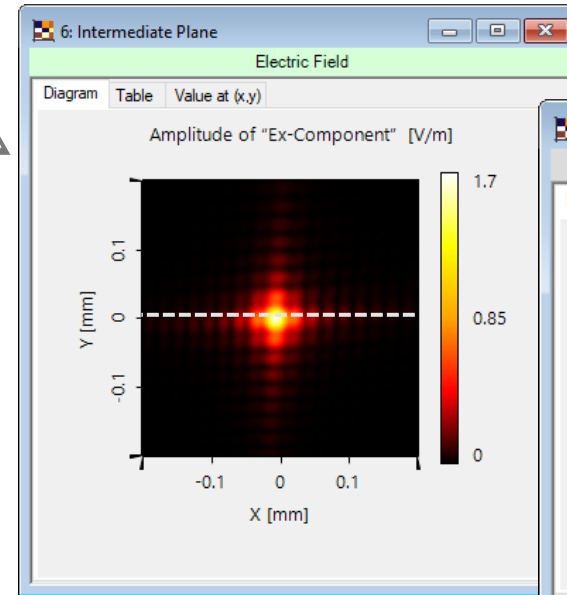 6: Intermediate Plane
Electric Field
Diagram Table Value at (x,y)
Amplitude of "Ex-Component" [V/m]
1.7
0.85
0
Y [mm]
0.1
0
-0.1
-0.1 0 0.1
X [mm]